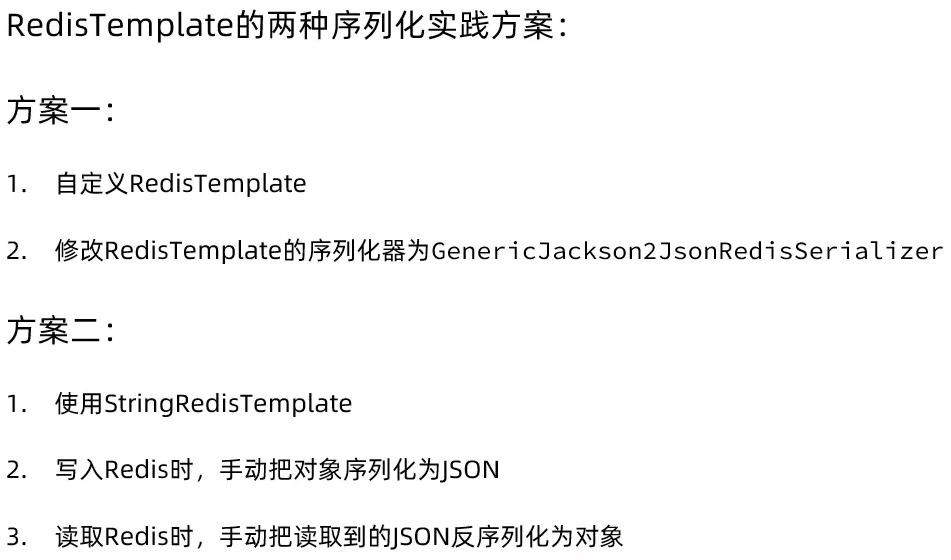 RedisTemplate的两种序列化实践方案：
方案一：
1. 自定义RedisTemplate
2. 修改RedisTemplate的序列化器为GenericJackson2JsonRedisSerializer
方案二：
1. 使用StringRedisTemplate
2. 写入Redis时，手动把对象序列化为JSON
3. 读取Redis时，手动把读取到的JSON反序列化为对象